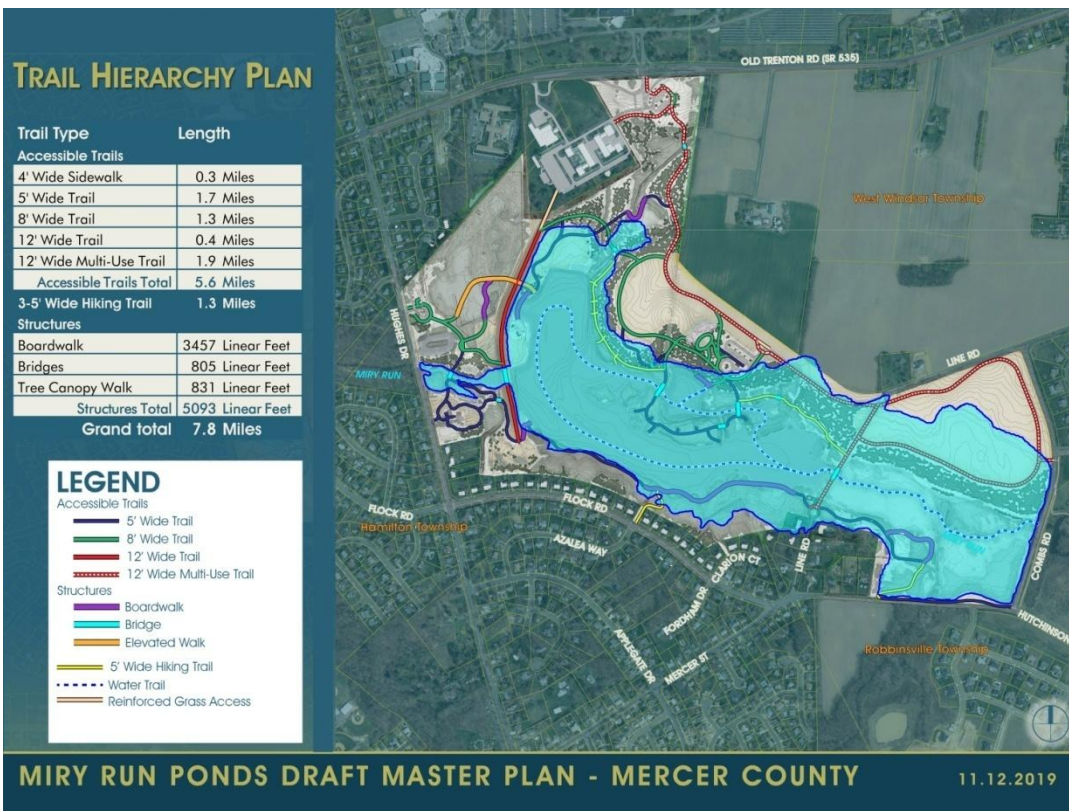 TRAIL HIERARCHY PLAN
Trail Type Length
Accessible Trails
4' Wide Sidewalk 0.3 Miles
5' Wide Trail 1.7 Miles
8' Wide Trail 1.3 Miles
12' Wide Trail 0.4 Miles
12' Wide Multi-Use Trail 1.9 Miles
Accessible Trails Total 5.6 Miles
3-5' Wide Hiking Trail 1.3 Miles
Structures
Boardwalk 3457 Linear Feet
Bridges 805 Linear Feet
Tree Canopy Walk 831 Linear Feet
Structures Total 5093 Linear Feet
Grand total 7.8 Miles
LEGEND
Accessible Trails
5' Wide Trail
8' Wide Trail
12' Wide Trail
12' Wide Multi-Use Trail
Structures
Boardwalk
Bridge
Elevated Walk
5' Wide Hiking Trail
Water Trail
Reinforced Grass Access
OLD TRENTON RD (SR 535)
West Windsor Township
HUGHES DR
MIRY RUN
LINE RD
FLOCK RD
Hamilton Township
FLOCK RD
AZALEA WAY
CLARION CT
LINE RD
COMBS RD
FORDHAM DR
APPLEGATE DR
MERCER ST
HUTCHINSON
Robbinsville Township
MIRY RUN PONDS DRAFT MASTER PLAN - MERCER COUNTY
11.12.2019